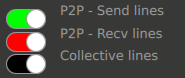 P2P - Send lines
P2P - Recv lines
Collective lines